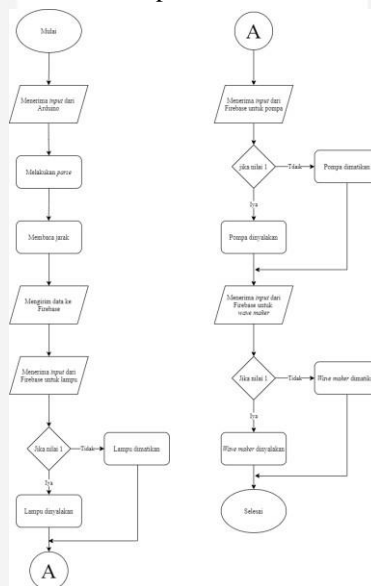 Mulai
Menerima input dari
Arduino
Melakukan parse
Membaca jarak
Mengirim data ke
Firebase
Menerima input dari
Firebase untuk lampu
Jika nilai 1
Tidak
Lampu dimatikan
Iya
Lampu dinyalakan
A
A
Menerima input dari
Firebase untuk pompa
jika nilai 1
Tidak
Pompa dimatikan
Iya
Pompa dinyalakan
Menerima input dari
Firebase untuk
wave maker
Jika nilai 1
Tidak
Wave maker dimatikan
Iya
Wave maker dinyalakan
Selesai